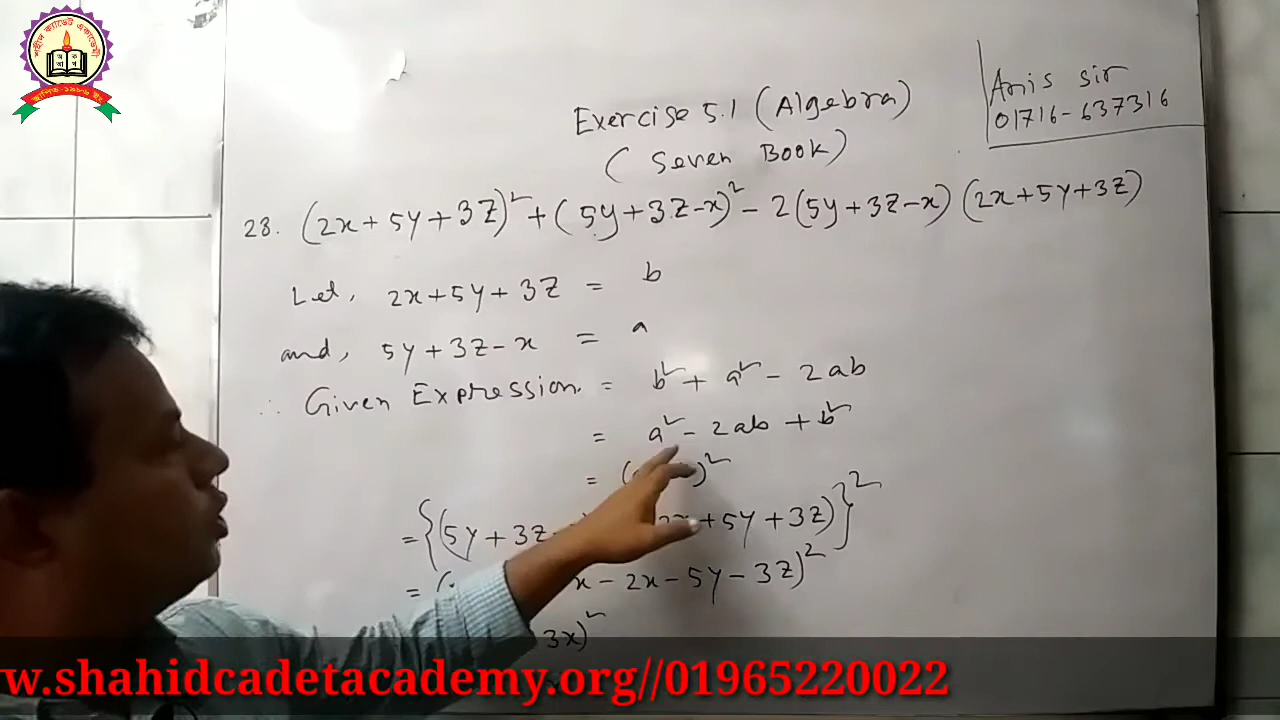 Exercise 5.1 (Algebra)
(Seven Book)
Anis sir
01716-637316
28. (2x+5y+3z)²+(5y+3z-x)²-2(5y+3z-x)(2x+5y+3z)
Let, 2x+5y+3z = b
and, 5y+3z-x = a
∴ Given Expression = b²+a²-2ab
= a²-2ab+b²
= ( )²
={(5y+3z +5y+3z)}²
= ( x-2x-5y-3z)²
3x)²
w.shahidcadetacademy.org//01965220022